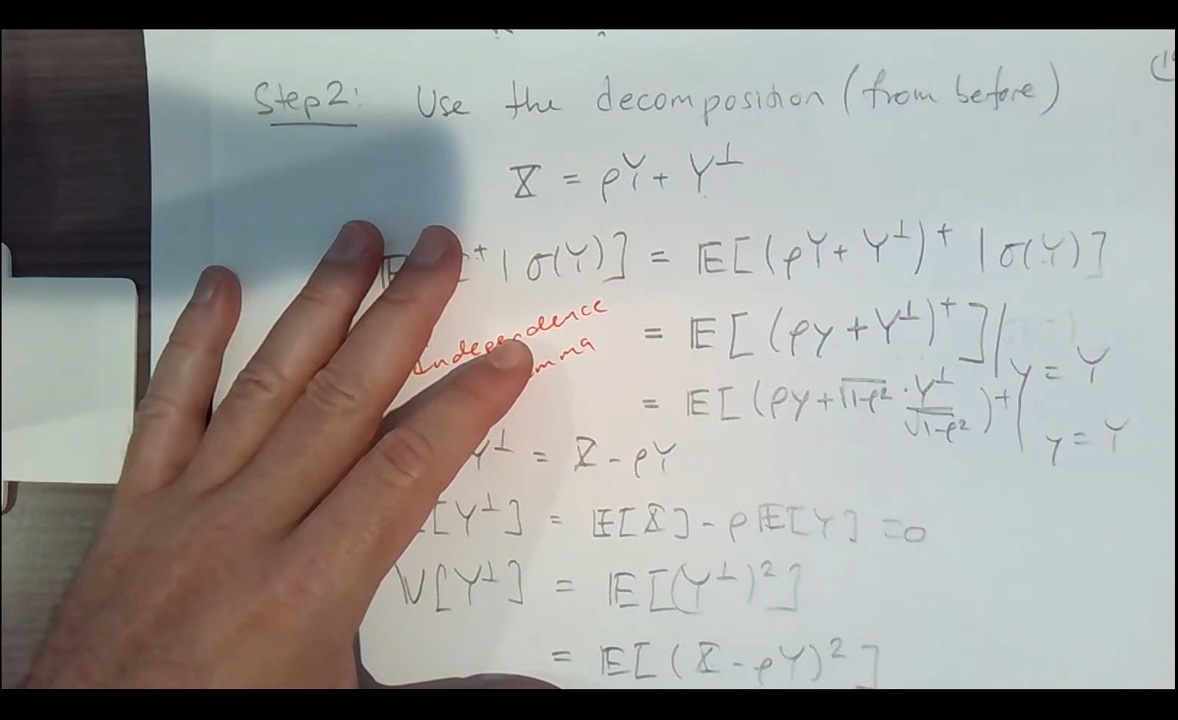 Step 2: Use the decomposition (from before)
X = ρY + Y⊥
⁺ | σ(Y)] = E[(ρY + Y⊥)⁺ | σ(Y)]
Independence = E[(ρy + Y⊥)⁺]|y=Y
= E[(ρy + √1-ρ² · Y⊥/√1-ρ²)⁺|y=Y
Y⊥ = X - ρY
[Y⊥] = E[X] - ρE[Y] = 0
V[Y⊥] = E[(Y⊥)²]
= E[(X - ρY)²]